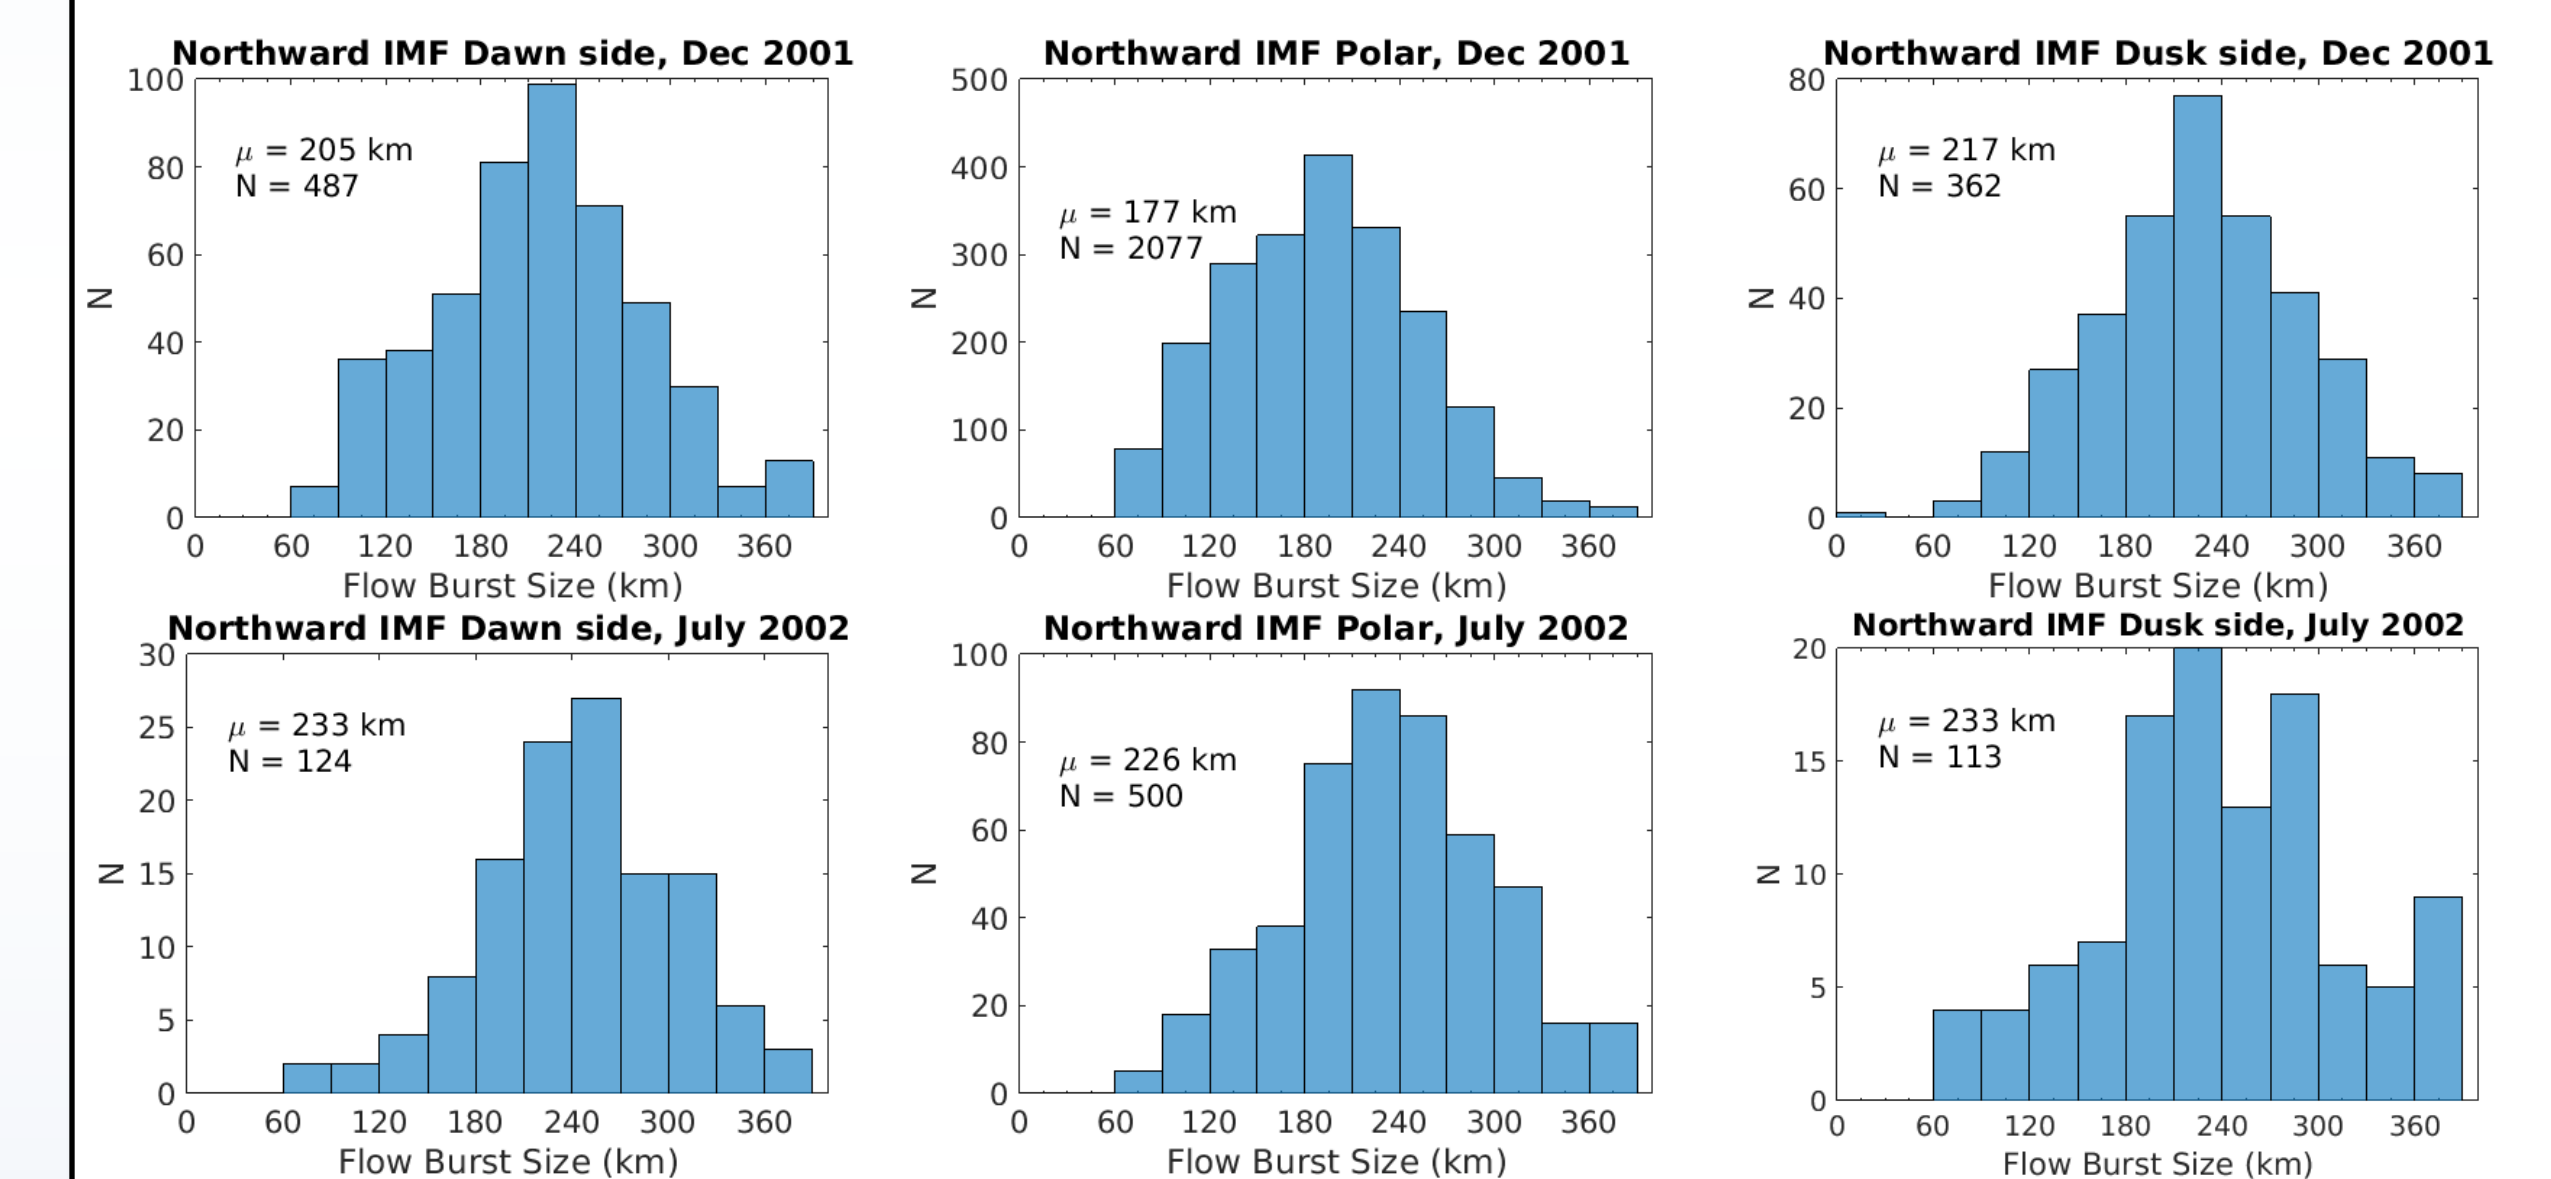 Northward IMF Dawn side, Dec 2001
100
80
60
40
20
0
N
μ = 205 km
N = 487
0 60 120 180 240 300 360
Flow Burst Size (km)
Northward IMF Polar, Dec 2001
500
400
300
200
100
0
N
μ = 177 km
N = 2077
0 60 120 180 240 300 360
Flow Burst Size (km)
Northward IMF Dusk side, Dec 2001
80
60
40
20
0
N
μ = 217 km
N = 362
0 60 120 180 240 300 360
Flow Burst Size (km)
Northward IMF Dawn side, July 2002
30
25
20
15
10
5
0
N
μ = 233 km
N = 124
0 60 120 180 240 300 360
Flow Burst Size (km)
Northward IMF Polar, July 2002
100
80
60
40
20
0
N
μ = 226 km
N = 500
0 60 120 180 240 300 360
Flow Burst Size (km)
Northward IMF Dusk side, July 2002
20
15
10
5
0
N
μ = 233 km
N = 113
0 60 120 180 240 300 360
Flow Burst Size (km)